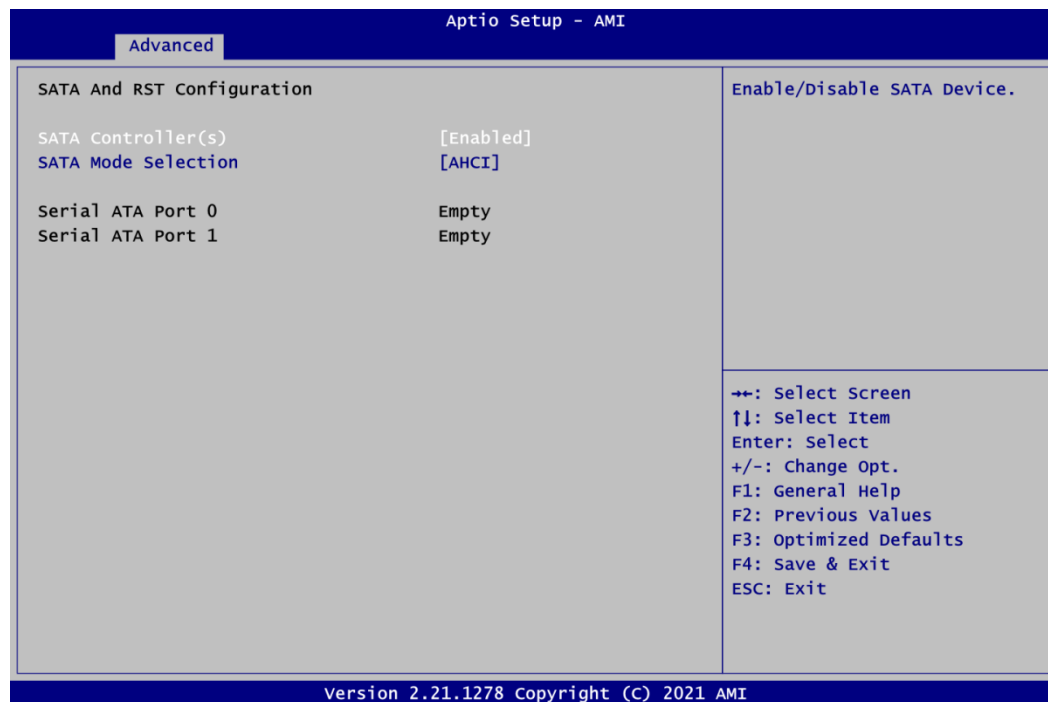 Aptio Setup - AMI
Advanced
SATA And RST Configuration
SATA Controller(s) [Enabled]
SATA Mode Selection [AHCI]
Serial ATA Port 0 Empty
Serial ATA Port 1 Empty
Enable/Disable SATA Device.
→←: Select Screen
↑↓: Select Item
Enter: Select
+/-: Change Opt.
F1: General Help
F2: Previous Values
F3: Optimized Defaults
F4: Save & Exit
ESC: Exit
Version 2.21.1278 Copyright (C) 2021 AMI